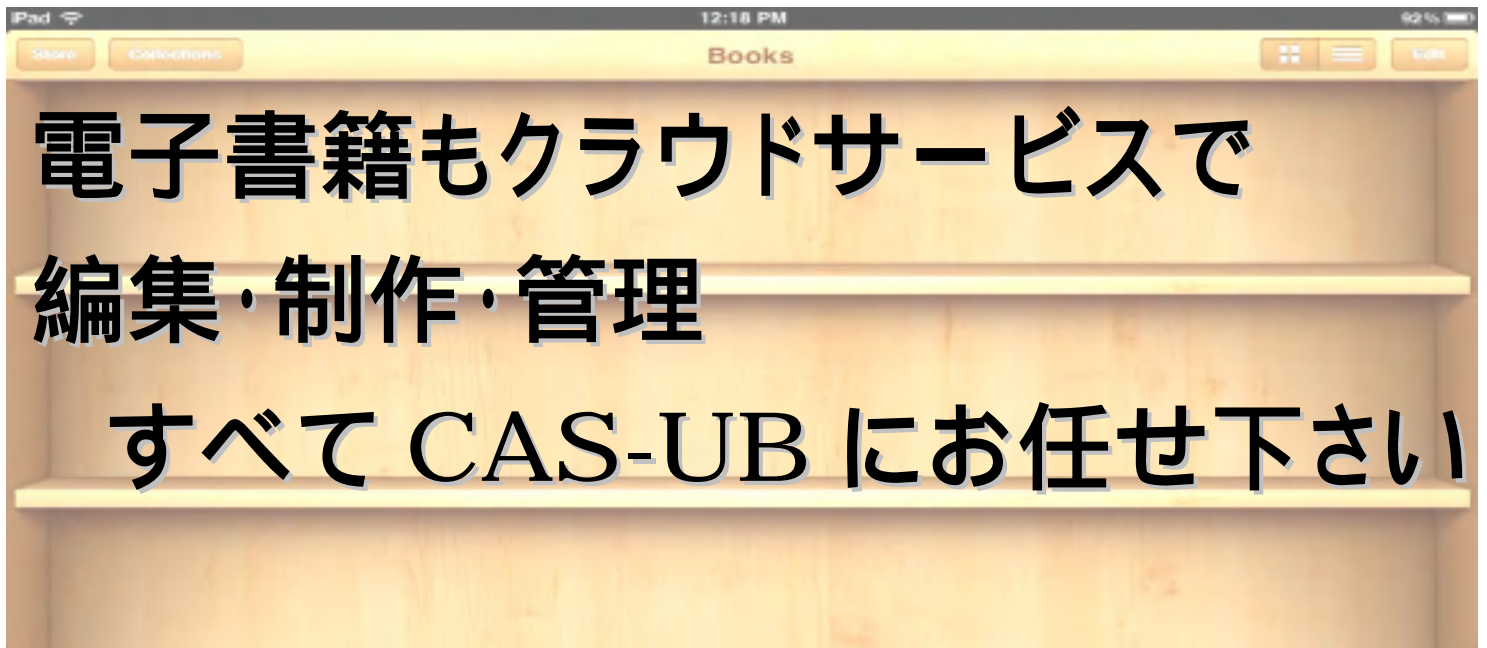 iPad 12:18 PM 92%
Store Collections Books Edit
電子書籍もクラウドサービスで
編集・制作・管理
すべて CAS-UB にお任せ下さい